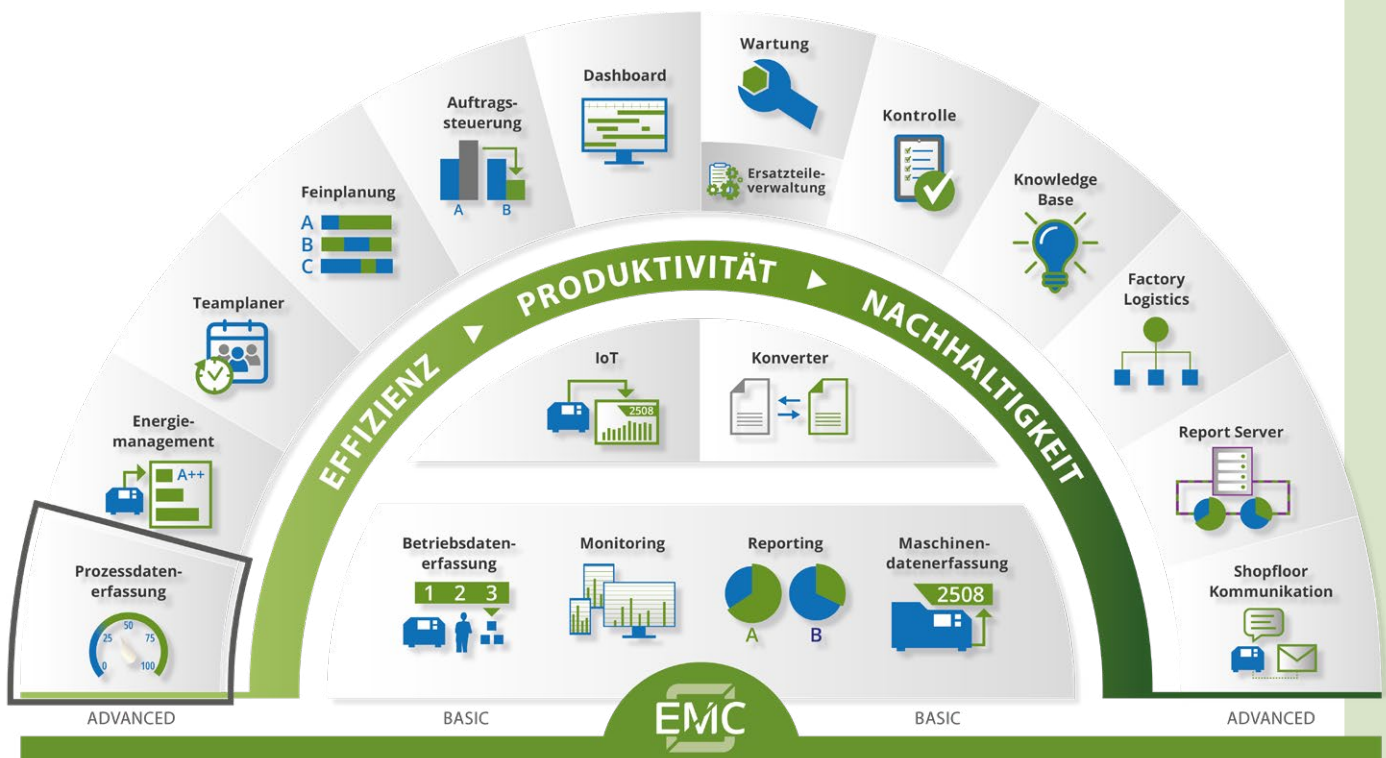 Wartung
Dashboard
Auftrags-
steuerung
A
B
Ersatzteile-
verwaltung
Kontrolle
Feinplanung
A
B
C
Knowledge
Base
Teamplaner
Factory
Logistics
Energie-
management
A++
Report Server
Prozessdaten-
erfassung
0
25
50
75
100
Shopfloor
Kommunikation
EFFIZIENZ
PRODUKTIVITÄT
NACHHALTIGKEIT
IoT
2508
Konverter
Betriebsdaten-
erfassung
1 2 3
Monitoring
Reporting
A
B
Maschinen-
datenerfassung
2508
ADVANCED
BASIC
EMC
BASIC
ADVANCED